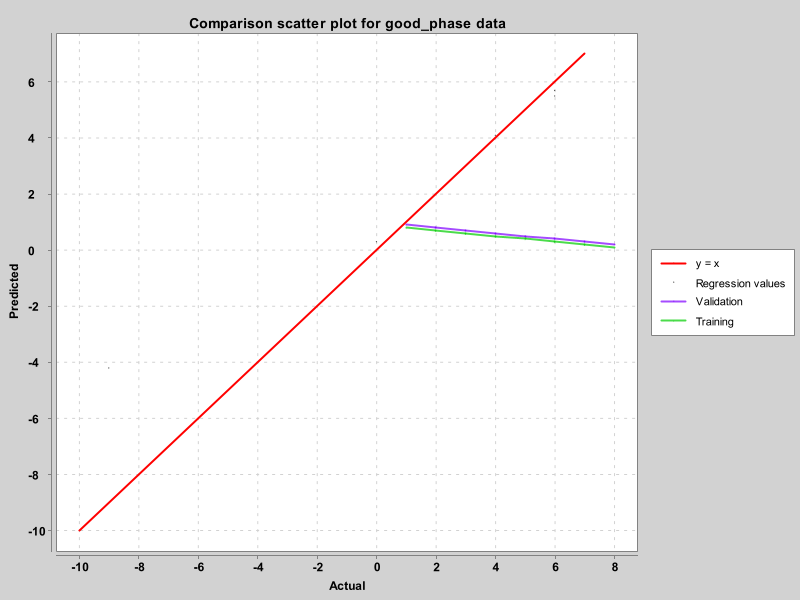 Comparison scatter plot for good_phase data
Predicted
6
4
2
0
-2
-4
-6
-8
-10
-10 -8 -6 -4 -2 0 2 4 6 8
Actual
y = x
Regression values
Validation
Training